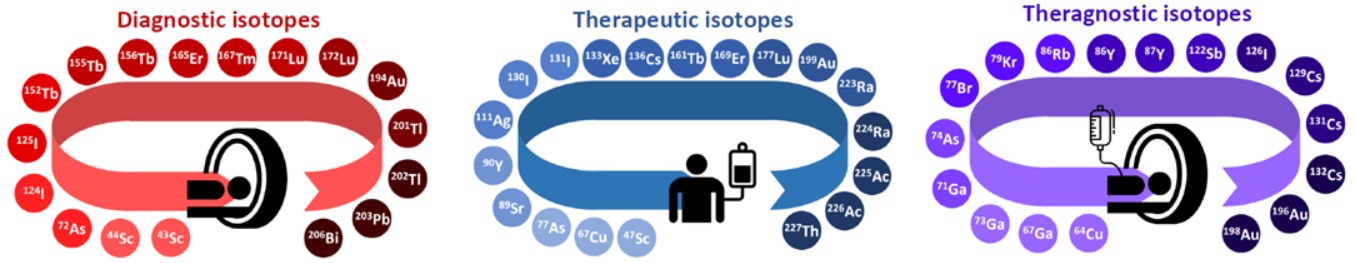 Diagnostic isotopes
⁴³Sc
⁴⁴Sc
⁷²As
¹²⁴I
¹²⁵I
¹⁵²Tb
¹⁵⁵Tb
¹⁵⁶Tb
¹⁶⁵Er
¹⁶⁷Tm
¹⁷¹Lu
¹⁷²Lu
¹⁹⁴Au
²⁰¹Tl
²⁰²Tl
²⁰³Pb
²⁰⁶Bi
Therapeutic isotopes
⁴⁷Sc
⁶⁷Cu
⁷⁷As
⁸⁹Sr
⁹⁰Y
¹¹¹Ag
¹³⁰I
¹³¹I
¹³³Xe
¹³⁶Cs
¹⁶¹Tb
¹⁶⁹Er
¹⁷⁷Lu
¹⁹⁹Au
²²³Ra
²²⁴Ra
²²⁵Ac
²²⁶Ac
²²⁷Th
Theragnostic isotopes
⁶⁴Cu
⁶⁷Ga
⁷³Ga
⁷¹Ga
⁷⁴As
⁷⁷Br
⁷⁹Kr
⁸⁶Rb
⁸⁶Y
⁸⁷Y
¹²²Sb
¹²⁶I
¹²⁹Cs
¹³¹Cs
¹³²Cs
¹⁹⁶Au
¹⁹⁸Au